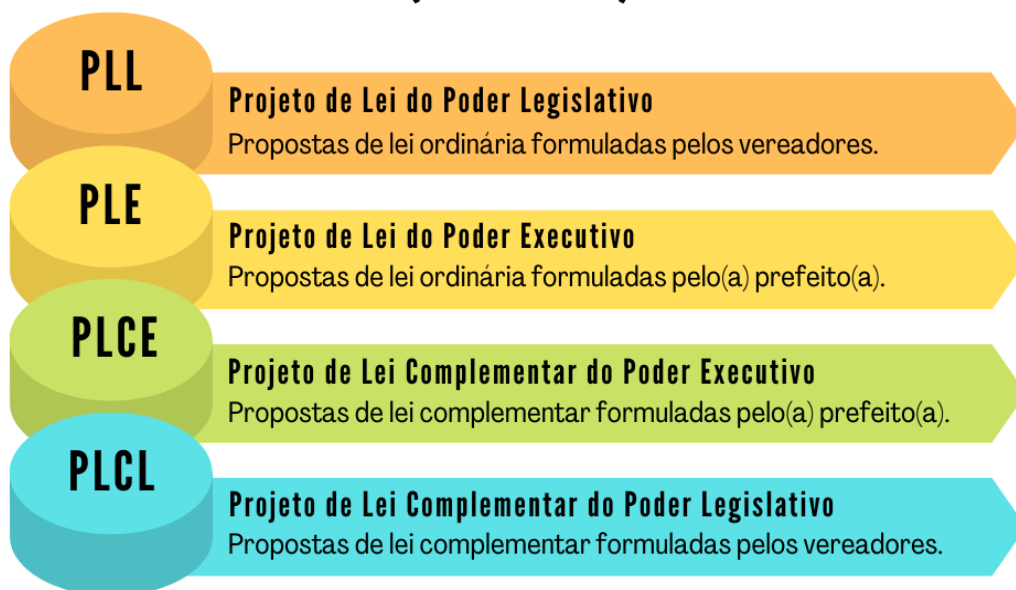 PLL
Projeto de Lei do Poder Legislativo
Propostas de lei ordinária formuladas pelos vereadores.
PLE
Projeto de Lei do Poder Executivo
Propostas de lei ordinária formuladas pelo(a) prefeito(a).
PLCE
Projeto de Lei Complementar do Poder Executivo
Propostas de lei complementar formuladas pelo(a) prefeito(a).
PLCL
Projeto de Lei Complementar do Poder Legislativo
Propostas de lei complementar formuladas pelos vereadores.